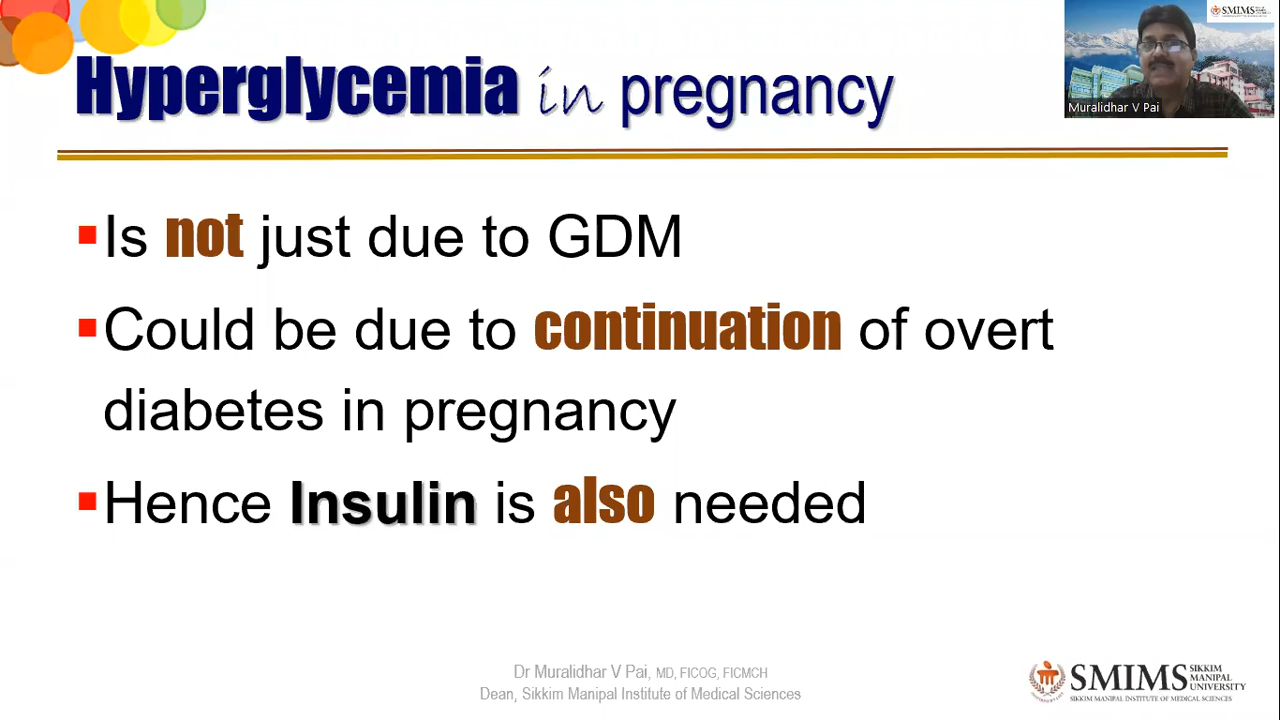 Hyperglycemia in pregnancy
SMIMS
Muralidhar V Pai
Is not just due to GDM
Could be due to continuation of overt
diabetes in pregnancy
Hence Insulin is also needed
Dr Muralidhar V Pai, MD, FICOG, FICMCH
Dean, Sikkim Manipal Institute of Medical Sciences
SMIMS SIKKIM
MANIPAL
UNIVERSITY
SIKKIM MANIPAL INSTITUTE OF MEDICAL SCIENCES